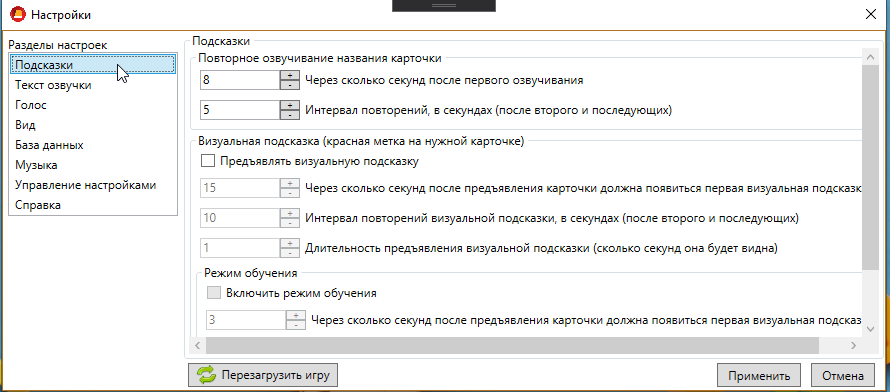 Настройки
Разделы настроек
Подсказки
Текст озвучки
Голос
Вид
База данных
Музыка
Управление настройками
Справка
Подсказки
Повторное озвучивание названия карточки
8 + - Через сколько секунд после первого озвучивания
5 + - Интервал повторений, в секундах (после второго и последующих)
Визуальная подсказка (красная метка на нужной карточке)
Предъявлять визуальную подсказку
15 + - Через сколько секунд после предъявления карточки должна появиться первая визуальная подсказк
10 + - Интервал повторений визуальной подсказки, в секундах (после второго и последующих)
1 + - Длительность предъявления визуальной подсказки (сколько секунд она будет видна)
Режим обучения
Включить режим обучения
3 + - Через сколько секунд после предъявления карточки должна появиться первая визуальная подсказ
Перезагрузить игру
Применить
Отмена